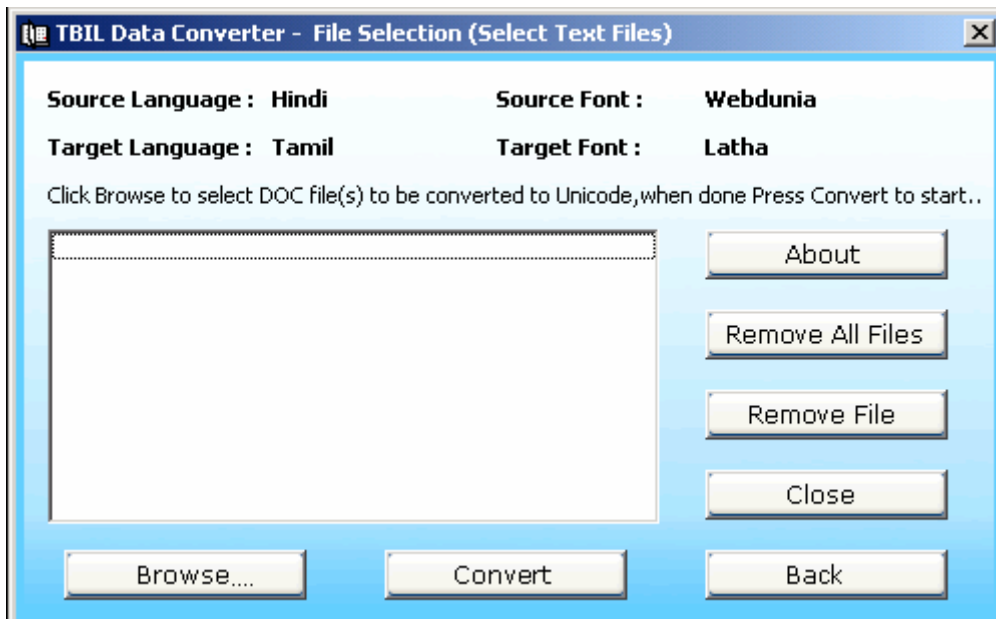 TBIL Data Converter - File Selection (Select Text Files)
Source Language : Hindi Source Font : Webdunia
Target Language : Tamil Target Font : Latha
Click Browse to select DOC file(s) to be converted to Unicode,when done Press Convert to start..
About
Remove All Files
Remove File
Close
Browse.... Convert Back